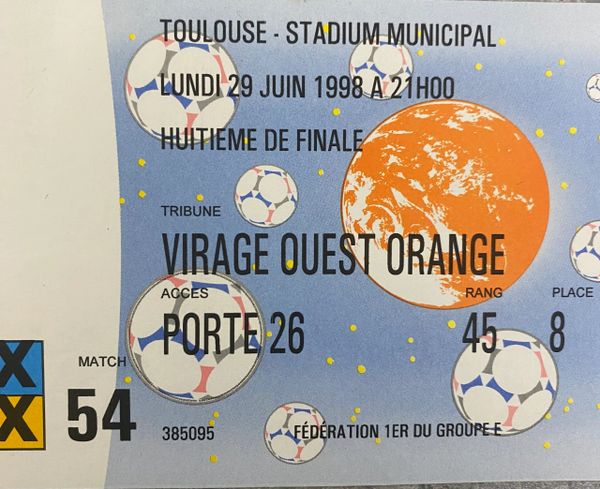 TOULOUSE - STADIUM MUNICIPAL
LUNDI 29 JUIN 1998 A 21H00
HUITIEME DE FINALE
TRIBUNE
VIRAGE OUEST ORANGE
ACCES RANG PLACE
PORTE 26 45 8
X
X
MATCH
54
385095 FÉDÉRATION 1ER DU GROUPE E